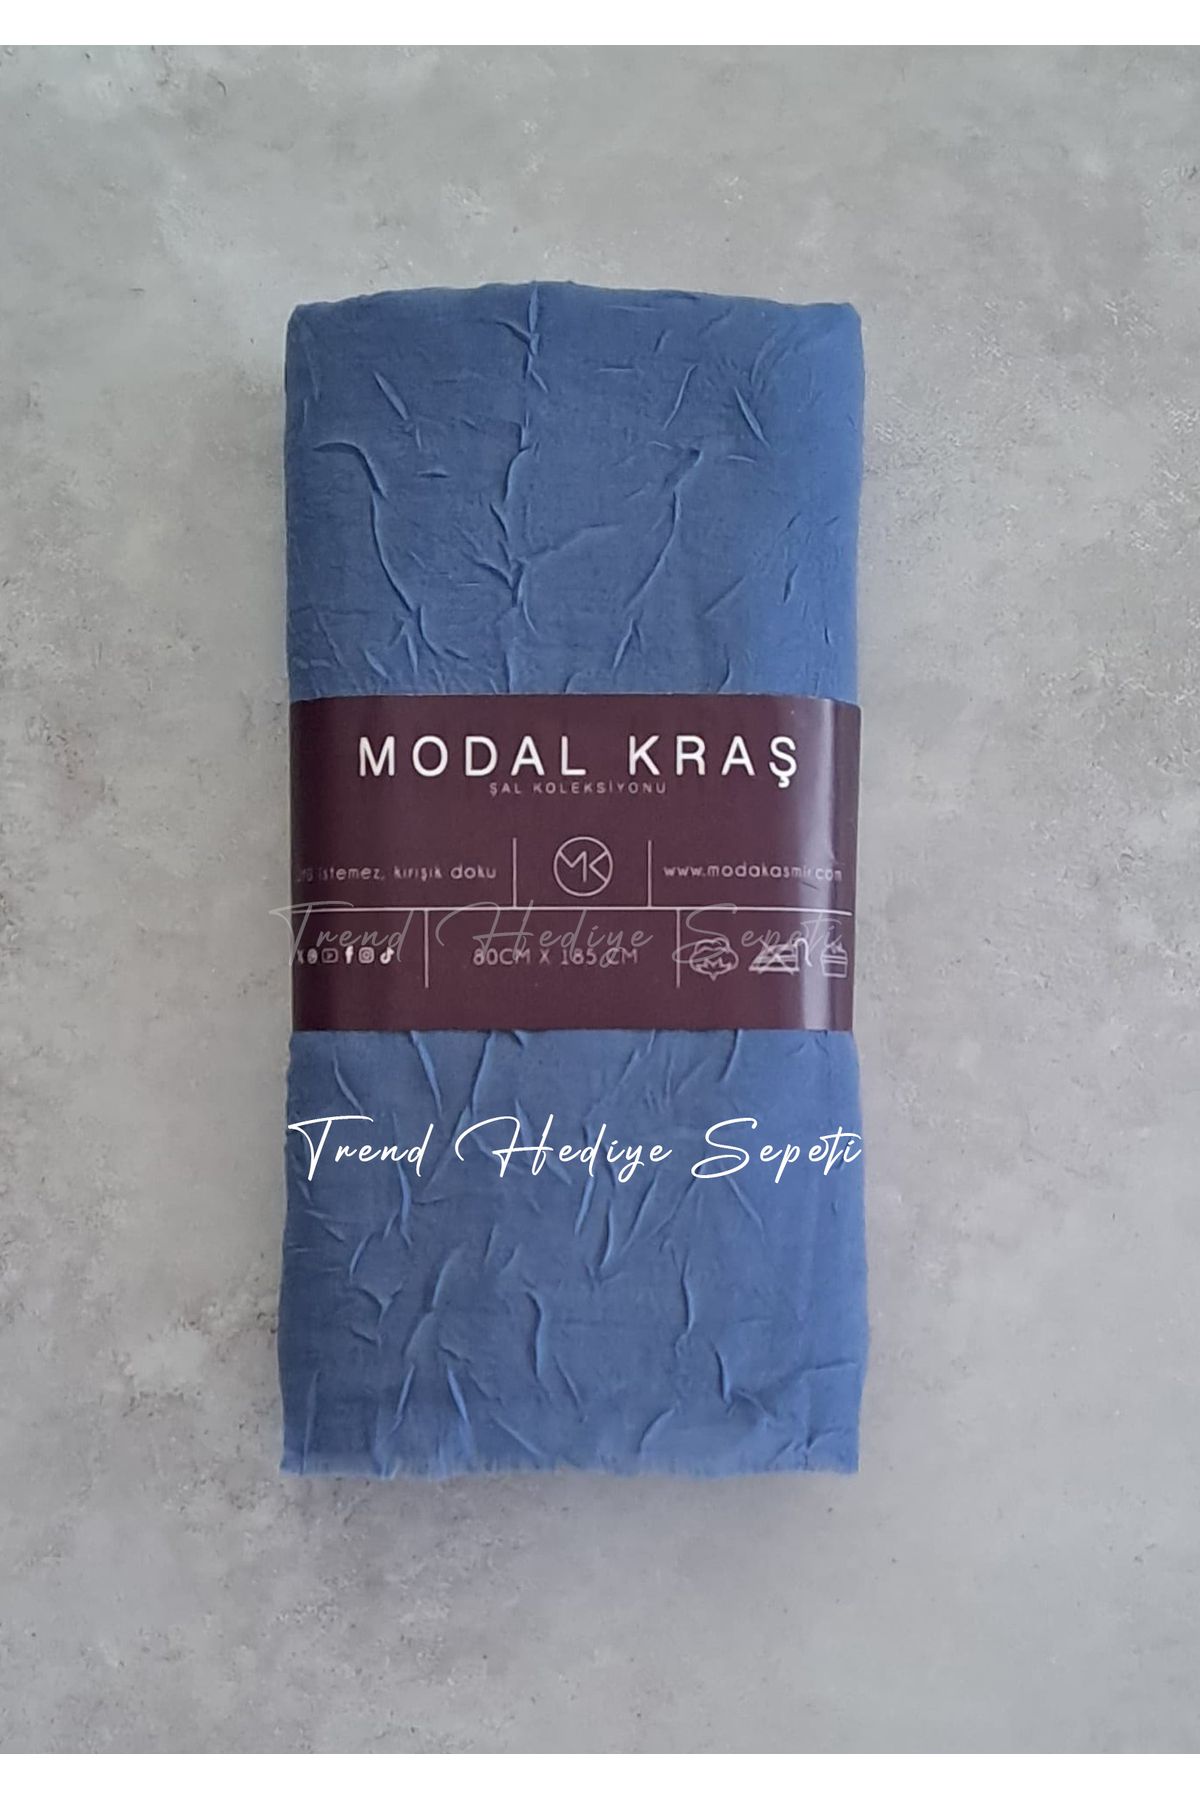 MODAL KRAŞ
ŞAL KOLEKSİYONU
istemez, kırışık doku
MK
www.modakasmir.com
Trend Hediye Sepeti
80CM X 185 CM
Trend Hediye Sepeti